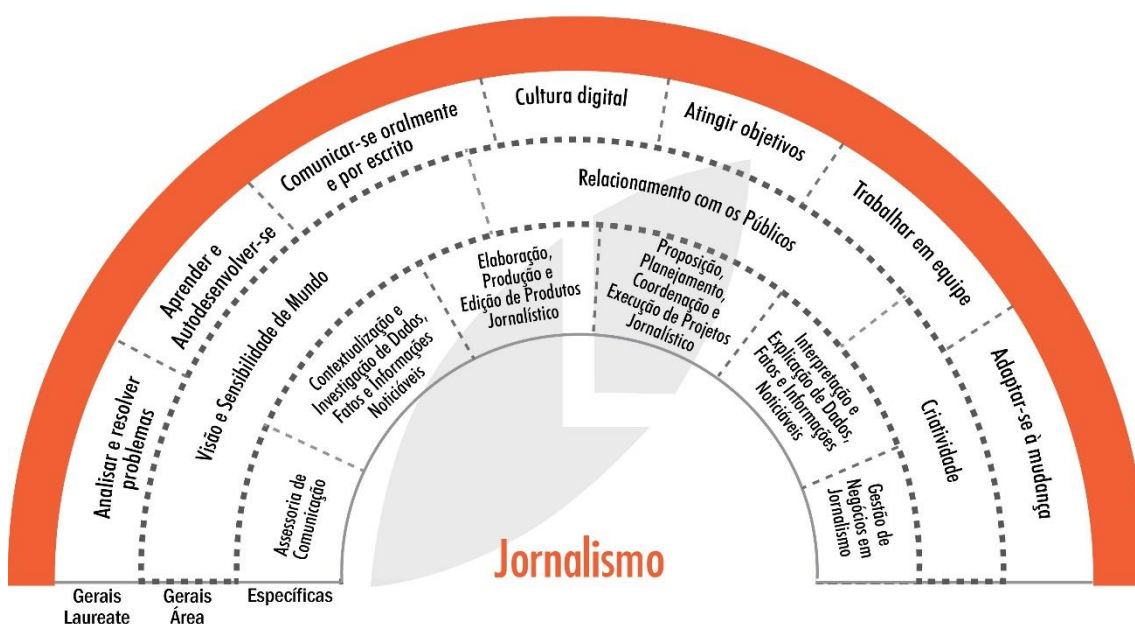 Analisar e resolver
problemas
Aprender e
Autodesenvolver-se
Comunicar-se oralmente
e por escrito
Cultura digital
Atingir objetivos
Trabalhar em equipe
Adaptar-se à mudança
Visão e Sensibilidade de Mundo
Relacionamento com os Públicos
Criatividade
Assessoria de
Comunicação
Contextualização e
Investigação de Dados,
Fatos e Informações
Noticiáveis
Elaboração,
Produção e
Edição de Produtos
Jornalístico
Proposição,
Planejamento,
Coordenação e
Execução de Projetos
Jornalístico
Interpretação e
Explicação de Dados,
Fatos e Informações
Noticiáveis
Gestão de
Negócios em
Jornalismo
Jornalismo
Gerais
Laureate
Gerais
Área
Específicas